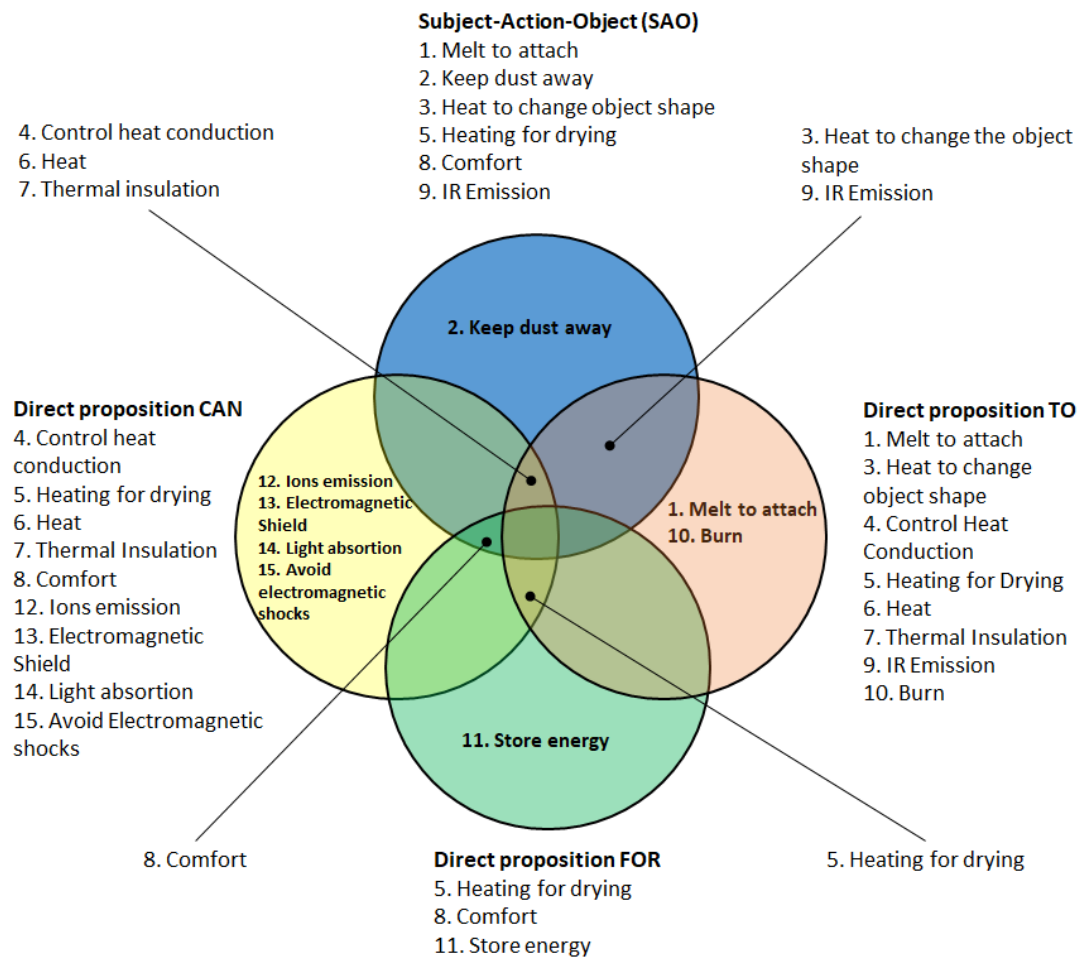 Subject-Action-Object (SAO)
1. Melt to attach
2. Keep dust away
3. Heat to change object shape
5. Heating for drying
8. Comfort
9. IR Emission
4. Control heat conduction
6. Heat
7. Thermal insulation
3. Heat to change the object
shape
9. IR Emission
2. Keep dust away
Direct proposition CAN
4. Control heat
conduction
5. Heating for drying
6. Heat
7. Thermal Insulation
8. Comfort
12. Ions emission
13. Electromagnetic
Shield
14. Light absortion
15. Avoid Electromagnetic
shocks
12. Ions emission
13. Electromagnetic
Shield
14. Light absortion
15. Avoid
electromagnetic
shocks
1. Melt to attach
10. Burn
Direct proposition TO
1. Melt to attach
3. Heat to change
object shape
4. Control Heat
Conduction
5. Heating for Drying
6. Heat
7. Thermal Insulation
9. IR Emission
10. Burn
11. Store energy
8. Comfort
Direct proposition FOR
5. Heating for drying
8. Comfort
11. Store energy
5. Heating for drying